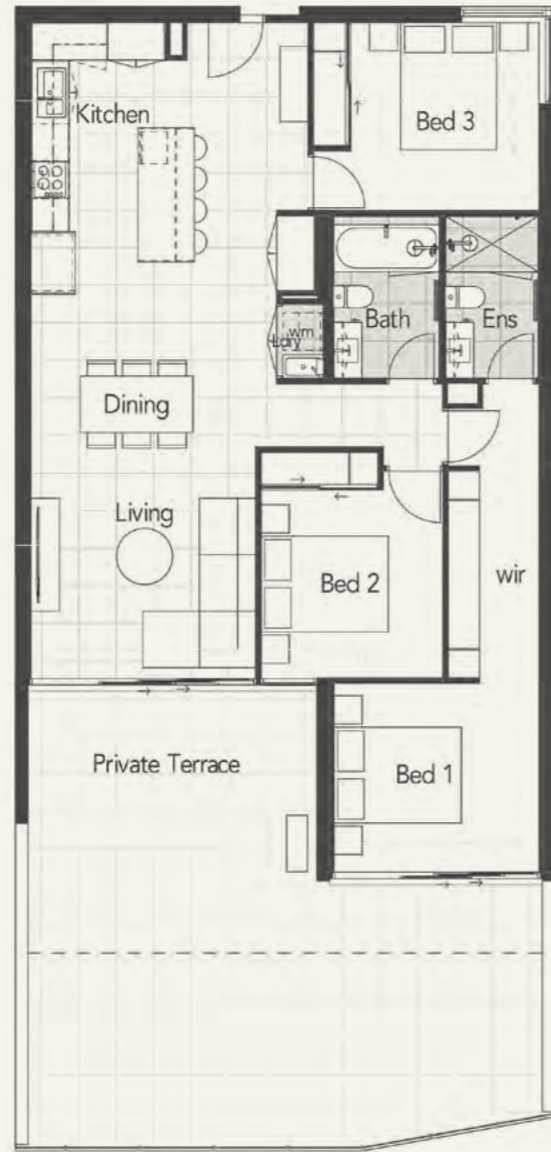 Kitchen
Bed 3
Bath
Ens
wm
Ldry
Dining
Living
Bed 2
wir
Private Terrace
Bed 1